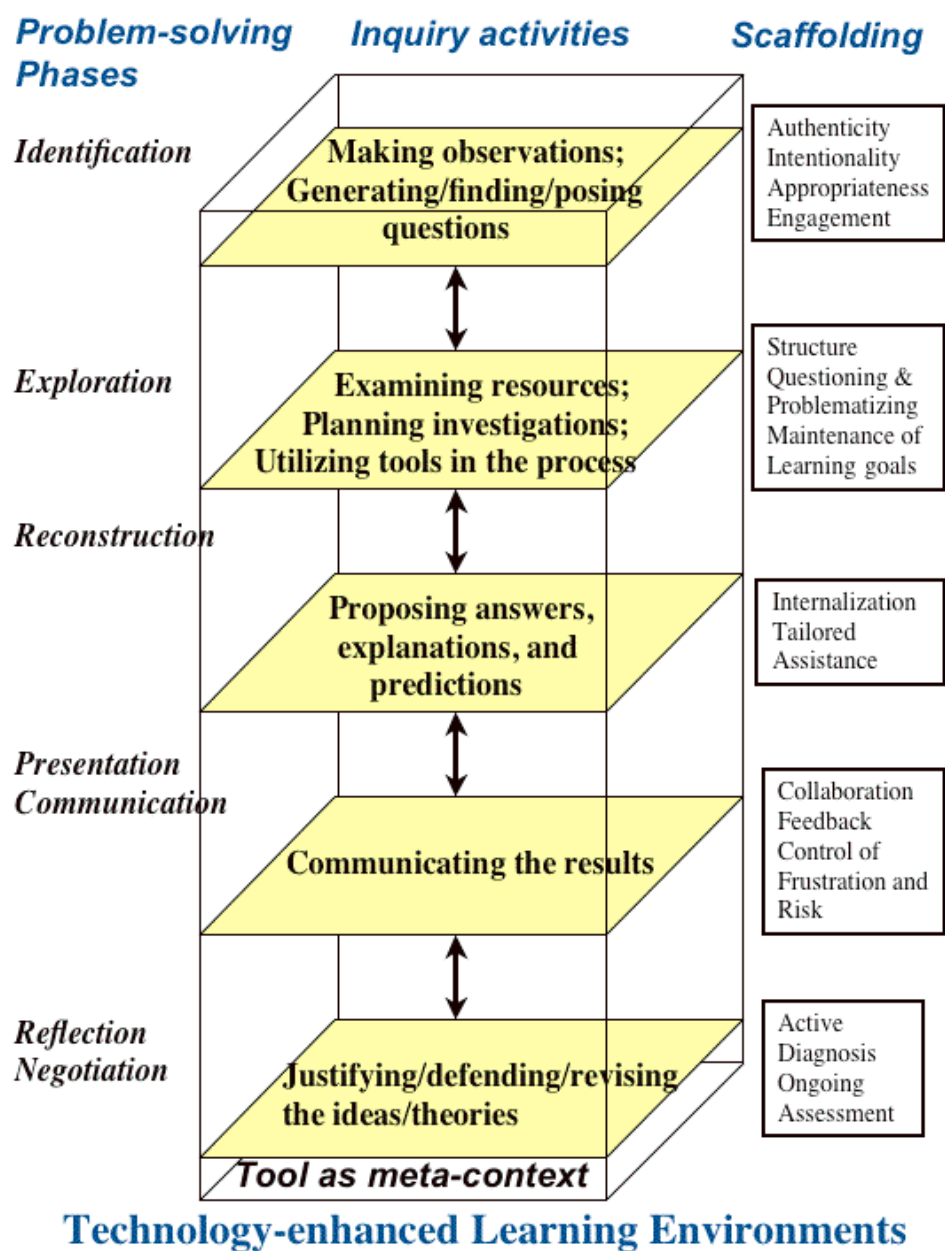 Problem-solving
Phases
Inquiry activities
Scaffolding
Identification
Making observations;
Generating/finding/posing
questions
Authenticity
Intentionality
Appropriateness
Engagement
Exploration
Examining resources;
Planning investigations;
Utilizing tools in the process
Structure
Questioning &
Problematizing
Maintenance of
Learning goals
Reconstruction
Proposing answers,
explanations, and
predictions
Internalization
Tailored
Assistance
Presentation
Communication
Communicating the results
Collaboration
Feedback
Control of
Frustration and
Risk
Reflection
Negotiation
Justifying/defending/revising
the ideas/theories
Active
Diagnosis
Ongoing
Assessment
Tool as meta-context
Technology-enhanced Learning Environments